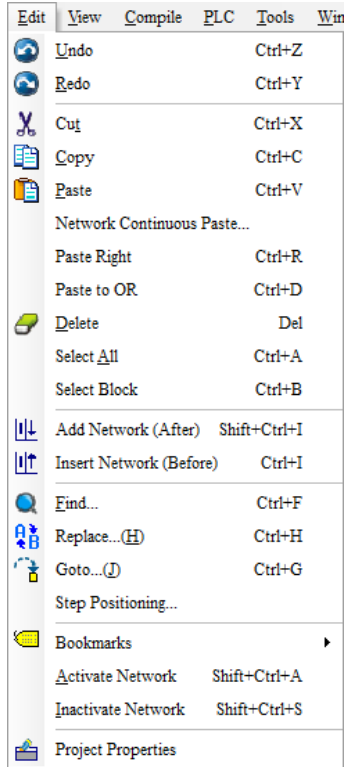 Edit View Compile PLC Tools Win
Undo Ctrl+Z
Redo Ctrl+Y
Cut Ctrl+X
Copy Ctrl+C
Paste Ctrl+V
Network Continuous Paste...
Paste Right Ctrl+R
Paste to OR Ctrl+D
Delete Del
Select All Ctrl+A
Select Block Ctrl+B
Add Network (After) Shift+Ctrl+I
Insert Network (Before) Ctrl+I
Find... Ctrl+F
Replace...(H) Ctrl+H
Goto...(J) Ctrl+G
Step Positioning...
Bookmarks
Activate Network Shift+Ctrl+A
Inactivate Network Shift+Ctrl+S
Project Properties